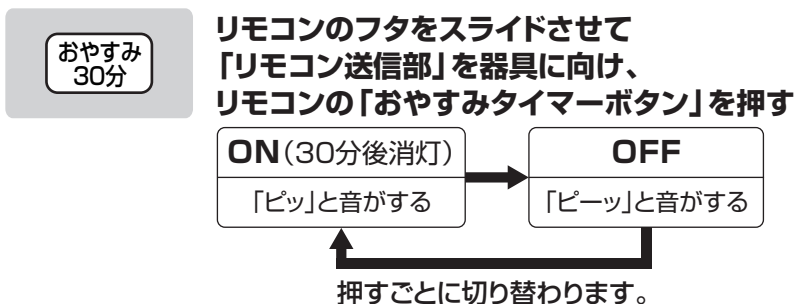 おやすみ
30分
リモコンのフタをスライドさせて
「リモコン送信部」を器具に向け、
リモコンの「おやすみタイマーボタン」を押す
ON(30分後消灯)
「ピッ」と音がする
OFF
「ピーッ」と音がする
押すごとに切り替わります。